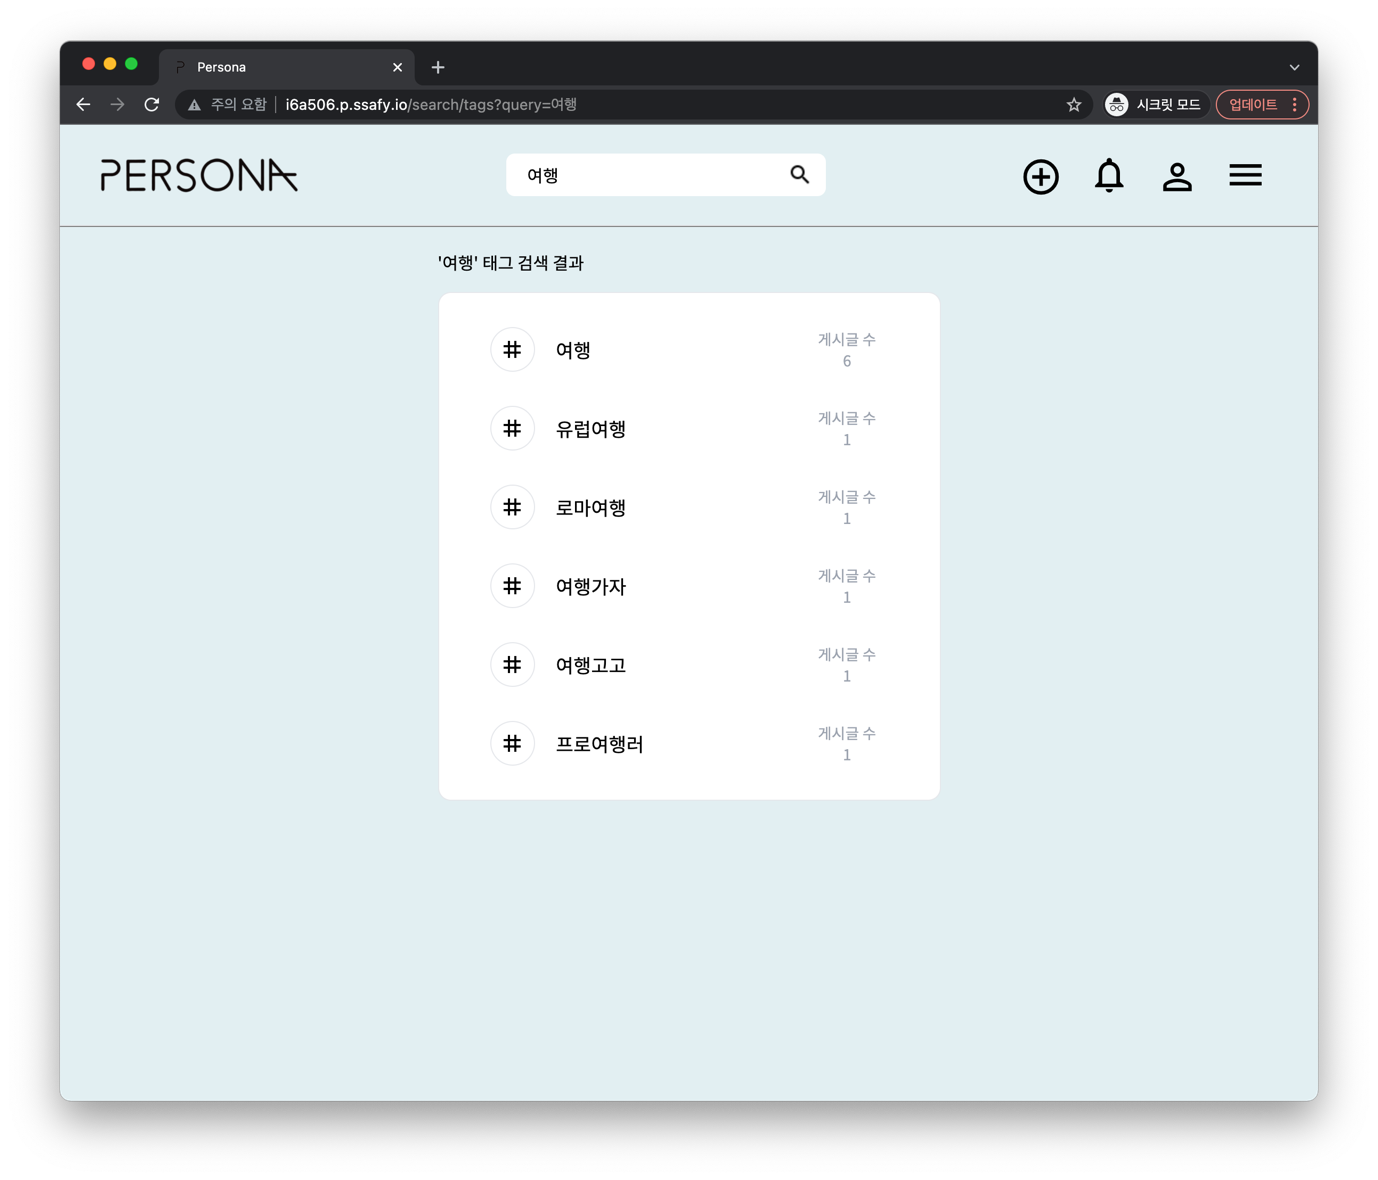 Persona
주의 요함
i6a506.p.ssafy.io/search/tags?query=여행
시크릿 모드
업데이트
PERSONA
여행
'여행' 태그 검색 결과
여행
게시글 수
6
유럽여행
게시글 수
1
로마여행
게시글 수
1
여행가자
게시글 수
1
여행고고
게시글 수
1
프로여행러
게시글 수
1